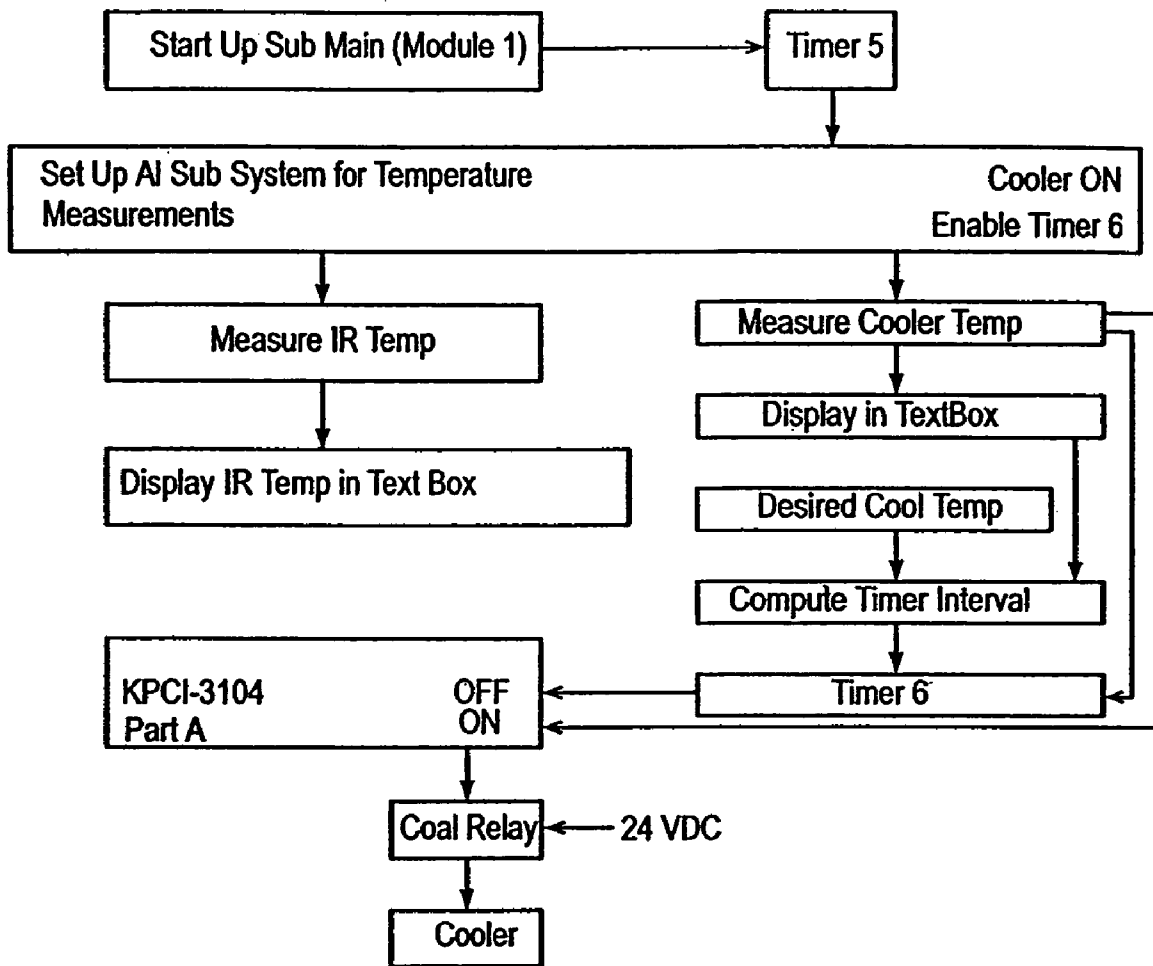 Start Up Sub Main (Module 1)
Timer 5
Set Up AI Sub System for Temperature
Measurements
Cooler ON
Enable Timer 6
Measure IR Temp
Display IR Temp in Text Box
Measure Cooler Temp
Display in TextBox
Desired Cool Temp
Compute Timer Interval
Timer 6
KPCI-3104
Part A
OFF
ON
Coal Relay
24 VDC
Cooler